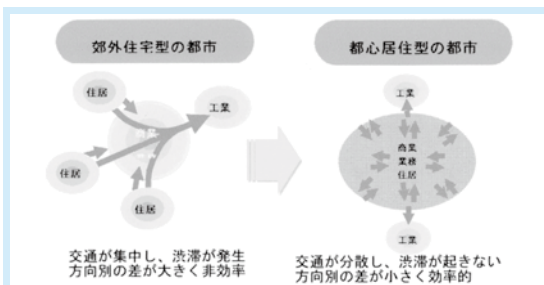 郊外住宅型の都市
住居
住居
住居
工業
商業
交通が集中し、渋滞が発生
方向別の差が大きく非効率
都心居住型の都市
工業
商業
業務
住居
工業
交通が分散し、渋滞が起きない
方向別の差が小さく効率的